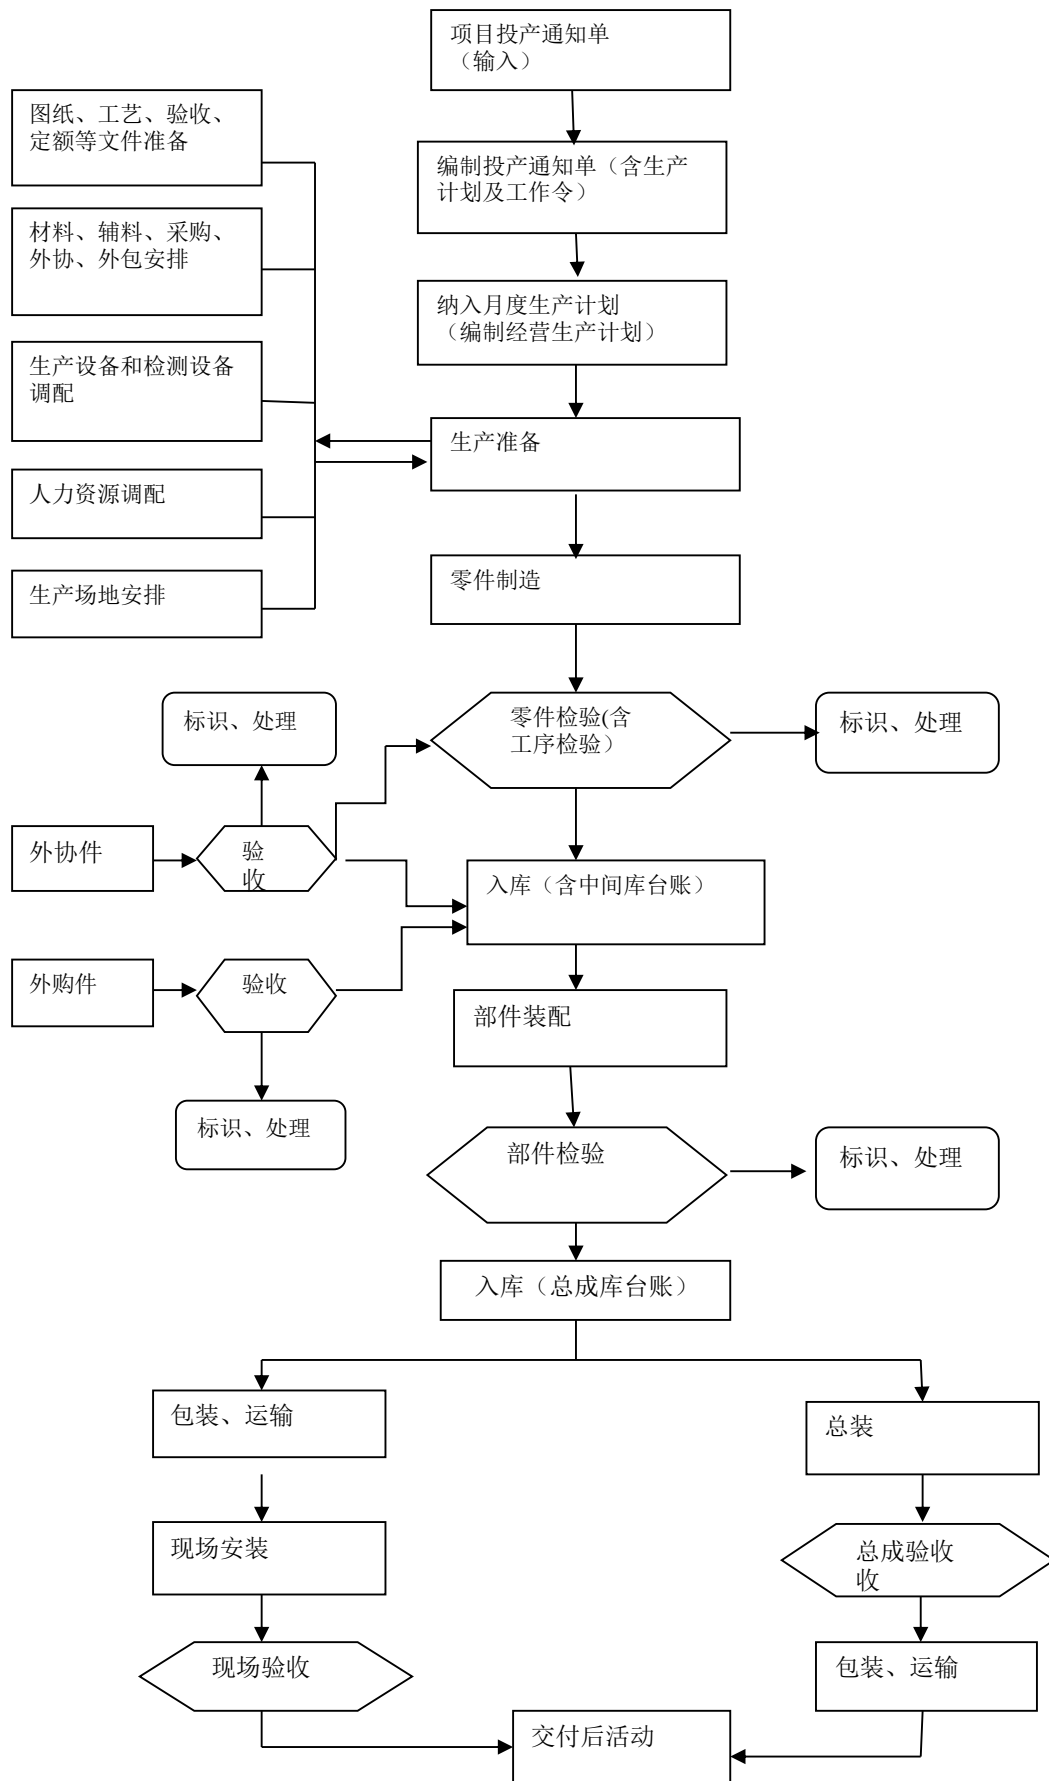 项目投产通知单
（输入）
图纸、工艺、验收、
定额等文件准备
编制投产通知单（含生产
计划及工作令）
材料、辅料、采购、
外协、外包安排
纳入月度生产计划
（编制经营生产计划）
生产设备和检测设备
调配
生产准备
人力资源调配
零件制造
生产场地安排
标识、处理
零件检验(含
工序检验）
标识、处理
外协件
验
收
入库（含中间库台账）
外购件
验收
部件装配
标识、处理
部件检验
标识、处理
入库（总成库台账）
包装、运输
总装
现场安装
总成验收
收
现场验收
包装、运输
交付后活动